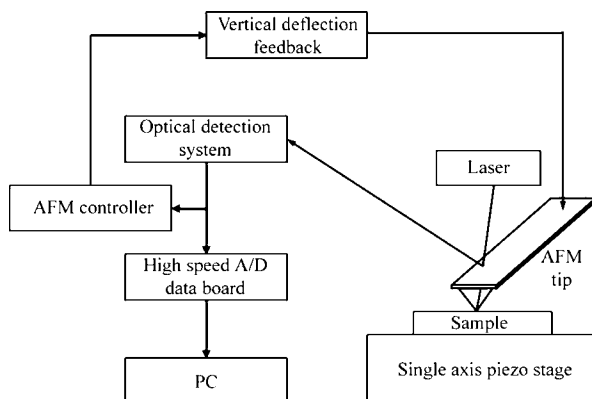 Vertical deflection
feedback
Optical detection
system
Laser
AFM controller
AFM
tip
High speed A/D
data board
Sample
Single axis piezo stage
PC